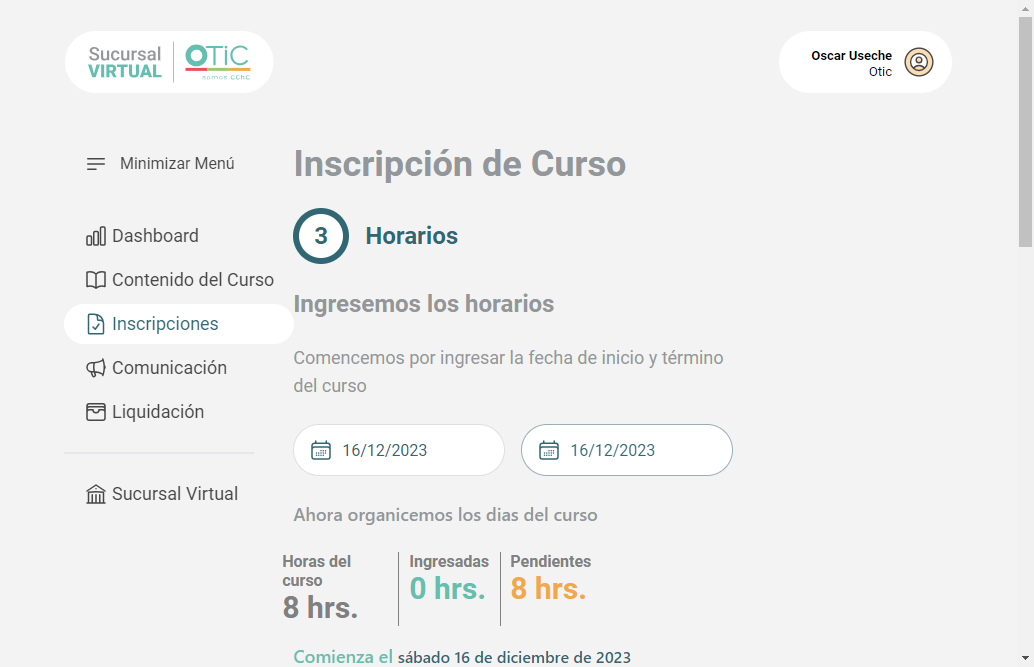 Sucursal
VIRTUAL
OTiC
somos CChC
Oscar Useche
Otic
Minimizar Menú
Dashboard
Contenido del Curso
Inscripciones
Comunicación
Liquidación
Sucursal Virtual
Inscripción de Curso
3 Horarios
Ingresemos los horarios
Comencemos por ingresar la fecha de inicio y término
del curso
16/12/2023 16/12/2023
Ahora organicemos los dias del curso
Horas del
curso
8 hrs.
Ingresadas
0 hrs.
Pendientes
8 hrs.
Comienza el sábado 16 de diciembre de 2023